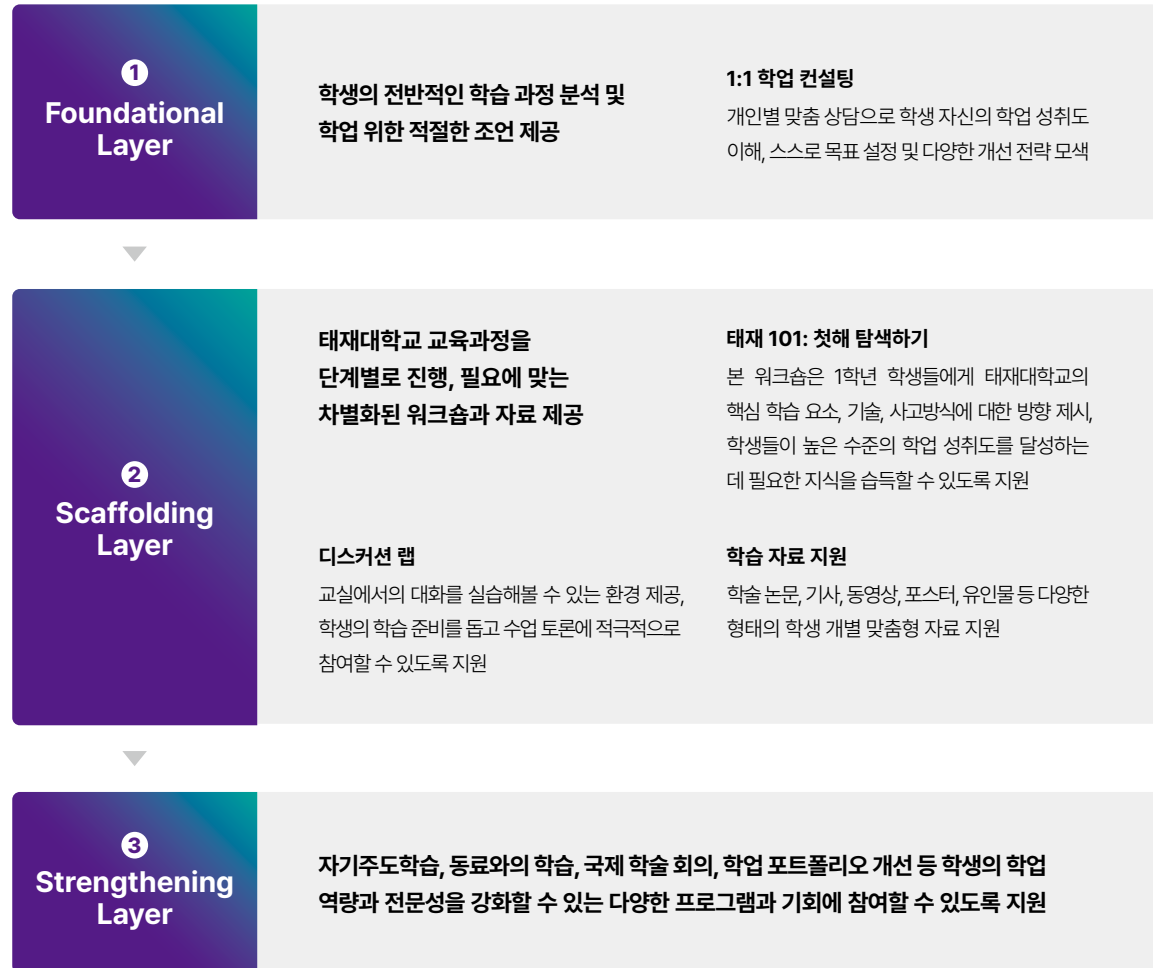 1
Foundational
Layer
학생의 전반적인 학습 과정 분석 및
학업 위한 적절한 조언 제공
1:1 학업 컨설팅
개인별 맞춤 상담으로 학생 자신의 학업 성취도
이해, 스스로 목표 설정 및 다양한 개선 전략 모색
2
Scaffolding
Layer
태재대학교 교육과정을
단계별로 진행, 필요에 맞는
차별화된 워크숍과 자료 제공
태재 101: 첫해 탐색하기
본 워크숍은 1학년 학생들에게 태재대학교의
핵심 학습 요소, 기술, 사고방식에 대한 방향 제시,
학생들이 높은 수준의 학업 성취도를 달성하는
데 필요한 지식을 습득할 수 있도록 지원
디스커션 랩
교실에서의 대화를 실습해볼 수 있는 환경 제공,
학생의 학습 준비를 돕고 수업 토론에 적극적으로
참여할 수 있도록 지원
학습 자료 지원
학술 논문, 기사, 동영상, 포스터, 유인물 등 다양한
형태의 학생 개별 맞춤형 자료 지원
3
Strengthening
Layer
자기주도학습, 동료와의 학습, 국제 학술 회의, 학업 포트폴리오 개선 등 학생의 학업
역량과 전문성을 강화할 수 있는 다양한 프로그램과 기회에 참여할 수 있도록 지원